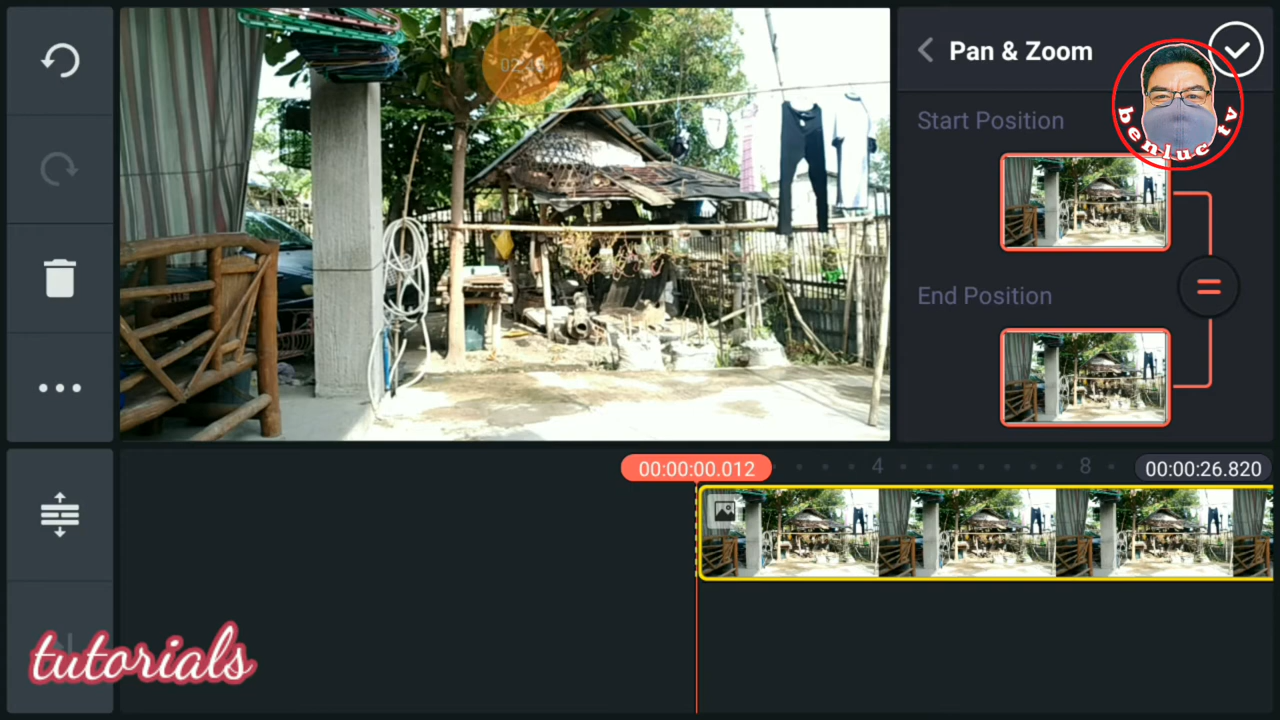 Pan & Zoom
benluc tv
Start Position
End Position
00:00:00.012
4
8
00:00:26.820
tutorials